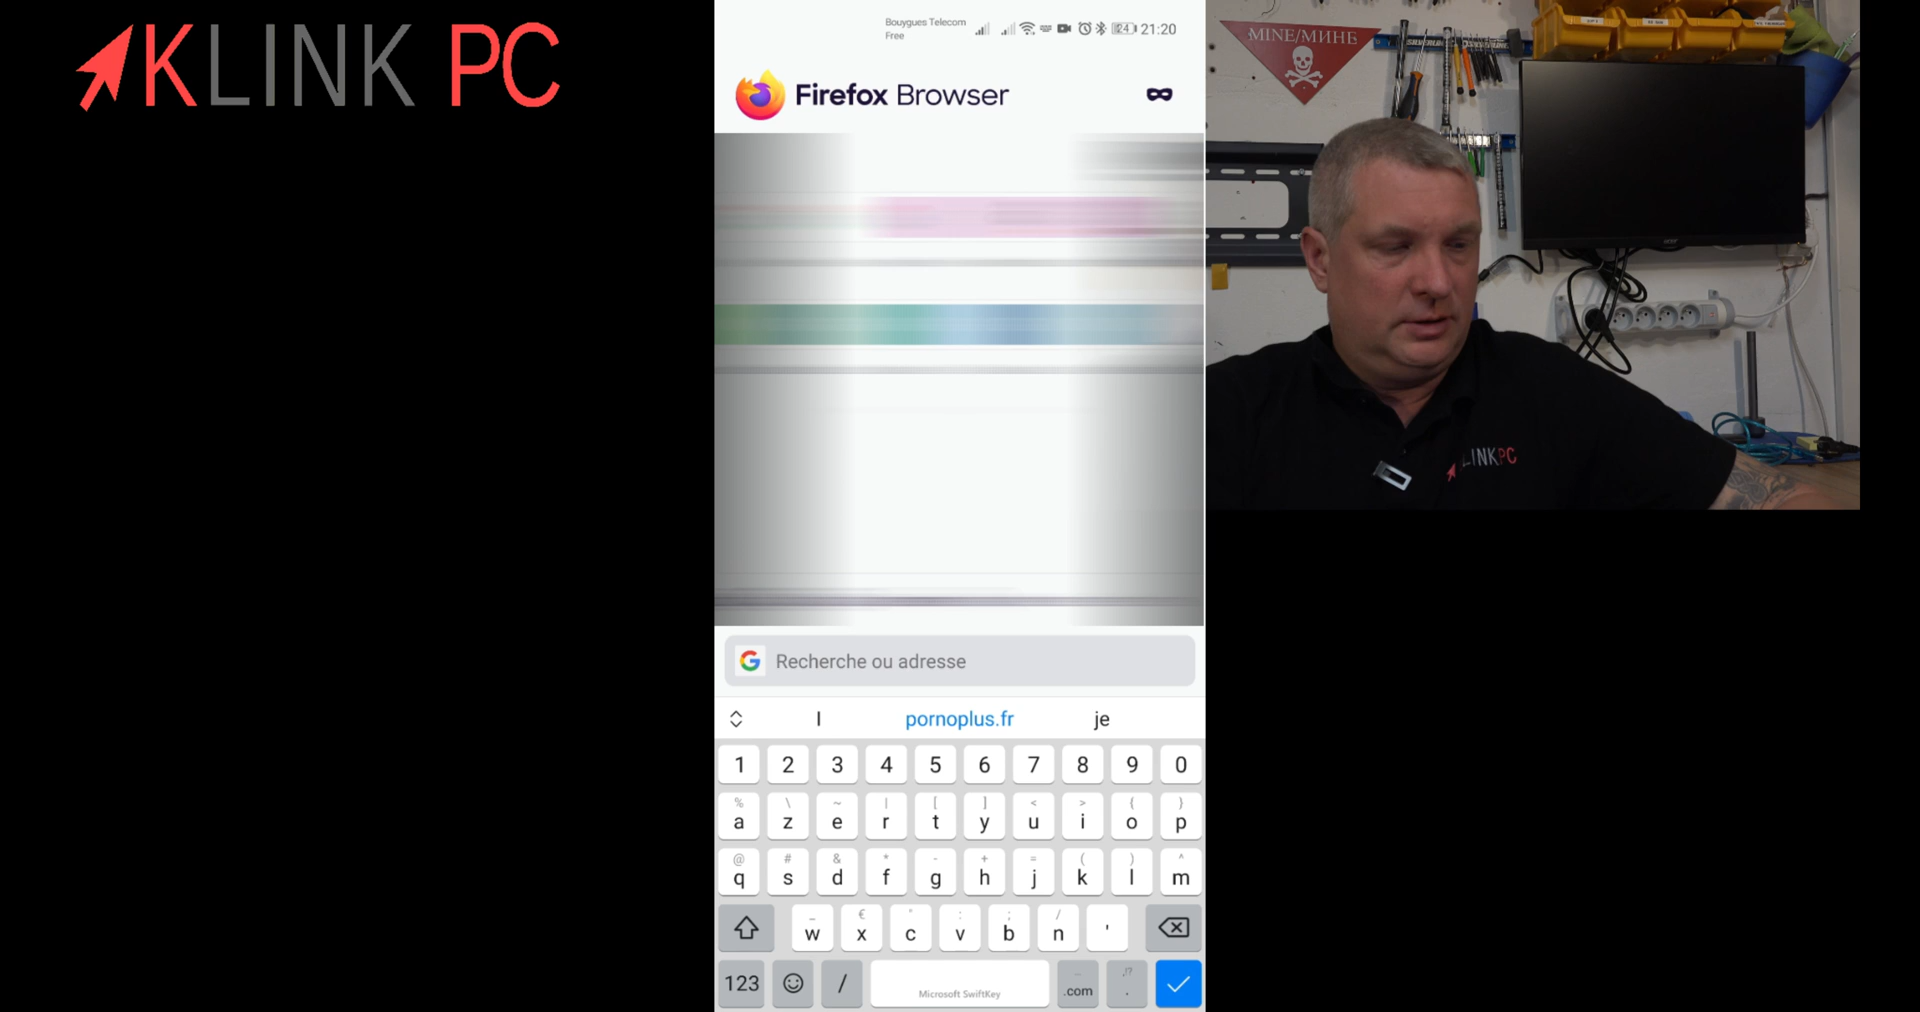 KLINK PC
Bouygues Telecom
Free
24
21:20
Firefox Browser
MINE/МИНЕ
LINKPC
Recherche ou adresse
l pornoplus.fr je
1 2 3 4 5 6 7 8 9 0
% \ ~ | [ ] < > { }
a z e r t y u i o p
@ # & * - + = ( ) ^
q s d f g h j k l m
_ € " : ; /
w x c v b n '
123 / .com !? .
Microsoft SwiftKey